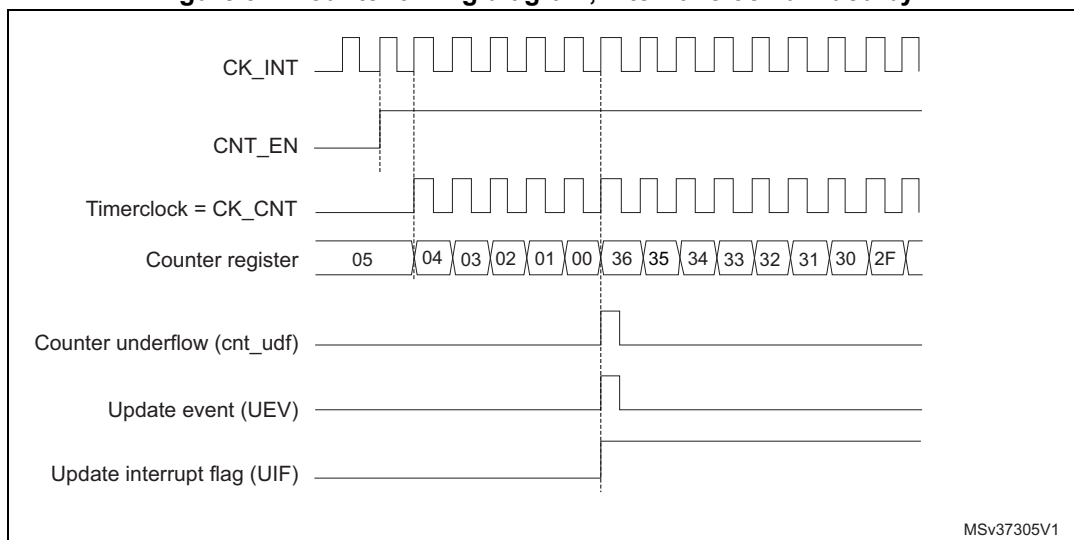 CK_INT
CNT_EN
Timerclock = CK_CNT
Counter register 05 04 03 02 01 00 36 35 34 33 32 31 30 2F
Counter underflow (cnt_udf)
Update event (UEV)
Update interrupt flag (UIF)
MSv37305V1